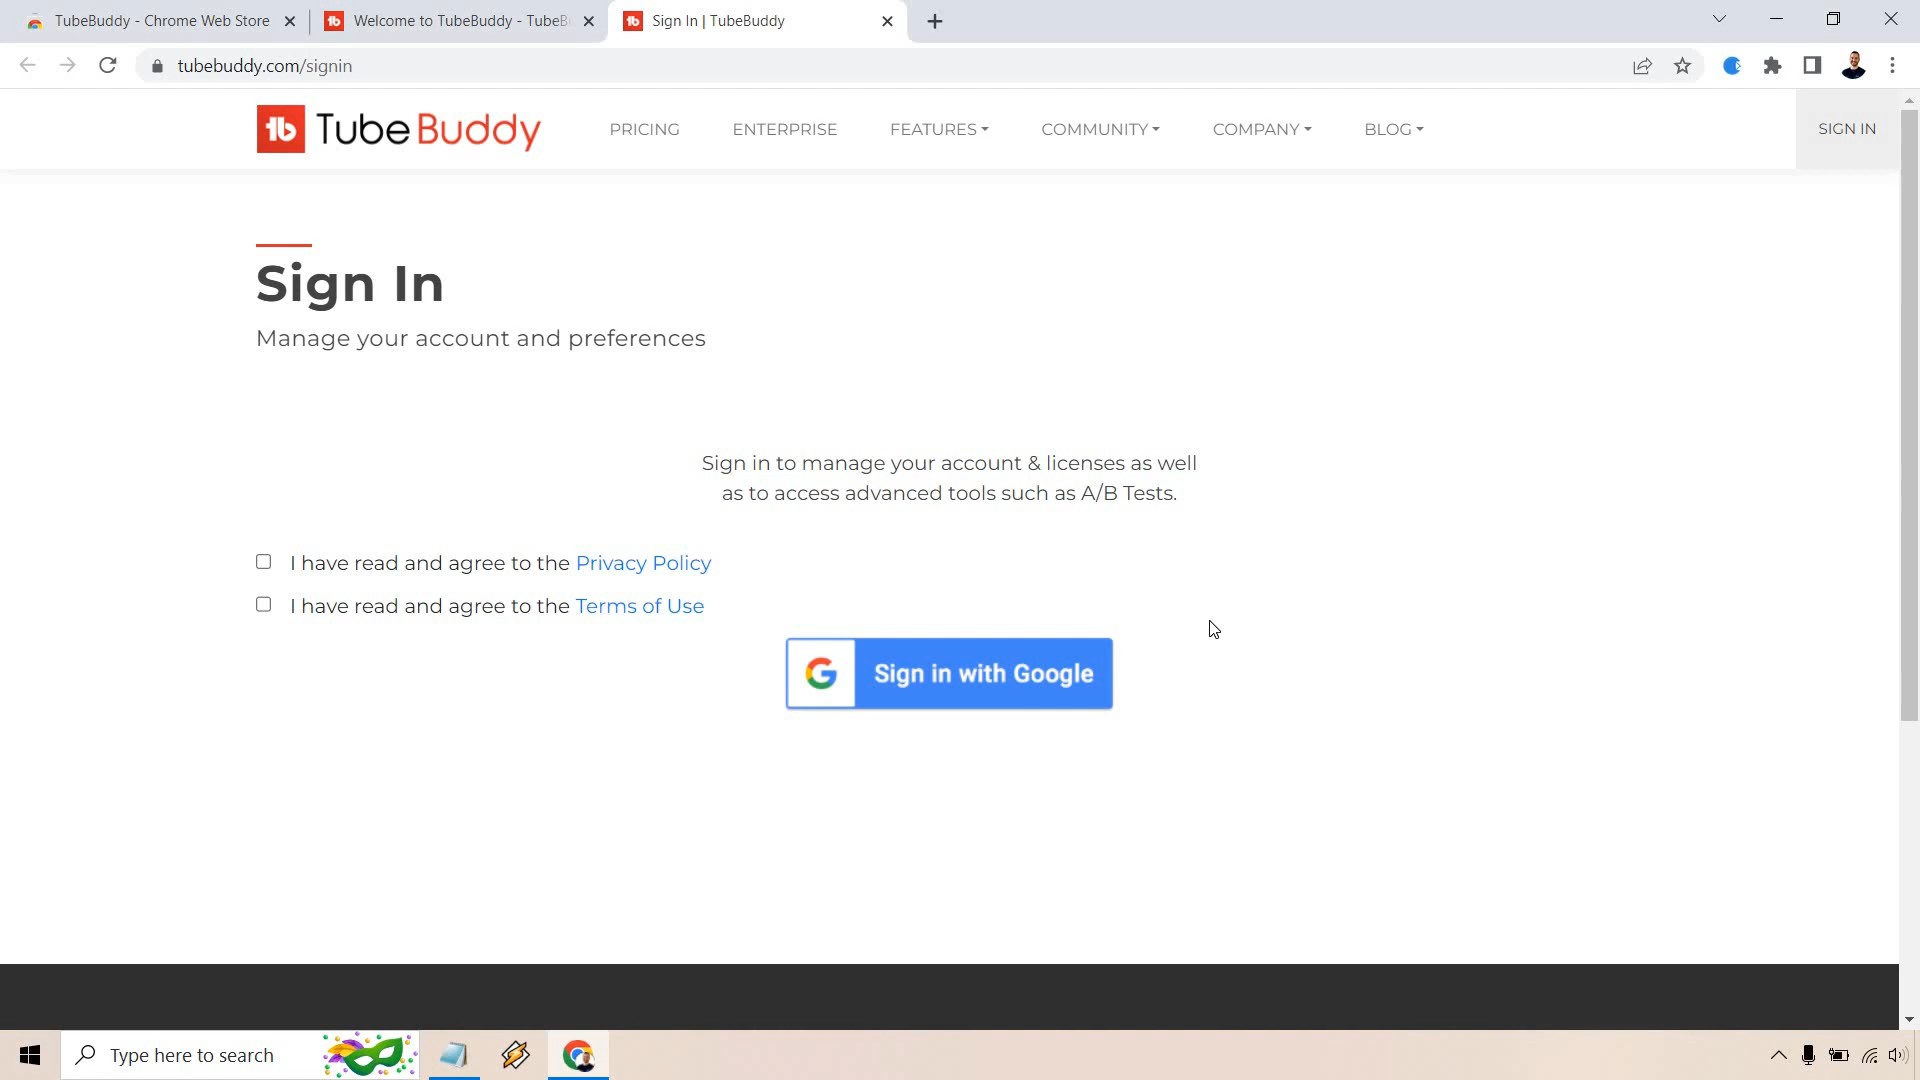 TubeBuddy - Chrome Web Store
Welcome to TubeBuddy - TubeB
Sign In | TubeBuddy
tubebuddy.com/signin
tb TubeBuddy
PRICING
ENTERPRISE
FEATURES
COMMUNITY
COMPANY
BLOG
SIGN IN
Sign In
Manage your account and preferences
Sign in to manage your account & licenses as well
as to access advanced tools such as A/B Tests.
I have read and agree to the Privacy Policy
I have read and agree to the Terms of Use
G Sign in with Google
Type here to search